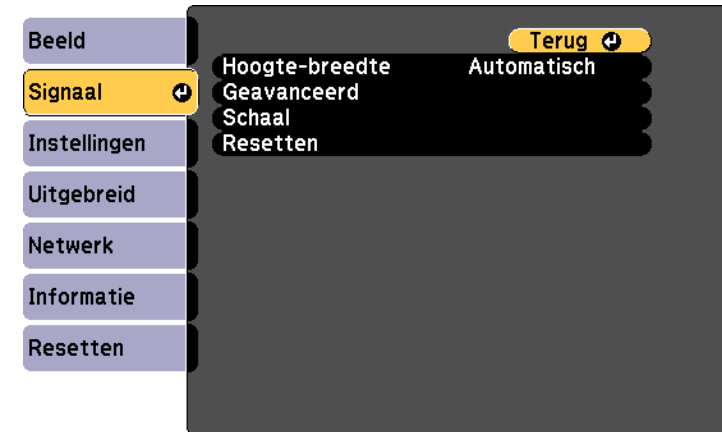 Beeld
Signaal
Instellingen
Uitgebreid
Netwerk
Informatie
Resetten
Terug
Hoogte-breedte Automatisch
Geavanceerd
Schaal
Resetten